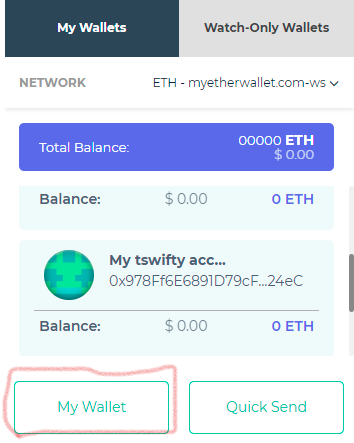 My Wallets Watch-Only Wallets
NETWORK ETH - myetherwallet.com-ws
Total Balance: 00000 ETH
$ 0.00
Balance: $ 0.00 0 ETH
My tswifty acc...
0x978Ff6E6891D79cF...24eC
Balance: $ 0.00 0 ETH
My Wallet Quick Send